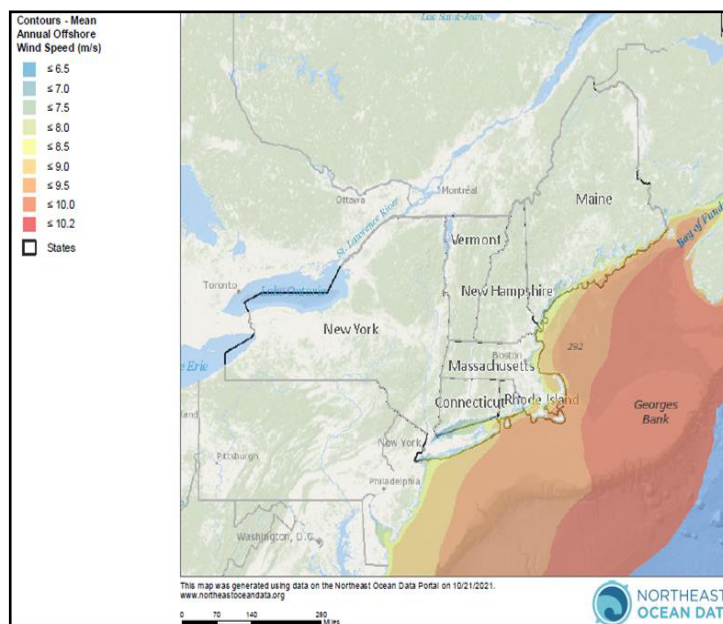 Contours - Mean
Annual Offshore
Wind Speed (m/s)
≤ 6.5
≤ 7.0
≤ 7.5
≤ 8.0
≤ 8.5
≤ 9.0
≤ 9.5
≤ 10.0
≤ 10.2
States
Lac Saint-Jean
Ottawa
Montréal
St. Lawrence River
Maine
Bay of Fund
Vermont
Toronto
Lake Ontario
New Hampshire
New York
e Erie
292
Boston
Massachusetts
Georges
Bank
Connecticut
Rhode Island
land
New York
Pittsburgh
Philadelphia
Washington, D.C.
This map was generated using data on the Northeast Ocean Data Portal on 10/21/2021.
www.northeastoceandata.org
0 70 140 280
Miles
NORTHEAST
OCEAN DATA